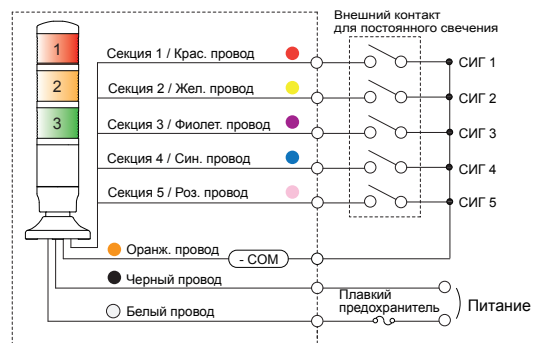 Внешний контакт
для постоянного свечения
1
2
3
Секция 1 / Крас. провод
СИГ 1
Секция 2 / Жел. провод
СИГ 2
Секция 3 / Фиолет. провод
СИГ 3
Секция 4 / Син. провод
СИГ 4
Секция 5 / Роз. провод
СИГ 5
Оранж. провод
- COM
Черный провод
Плавкий
предохранитель
Питание
Белый провод